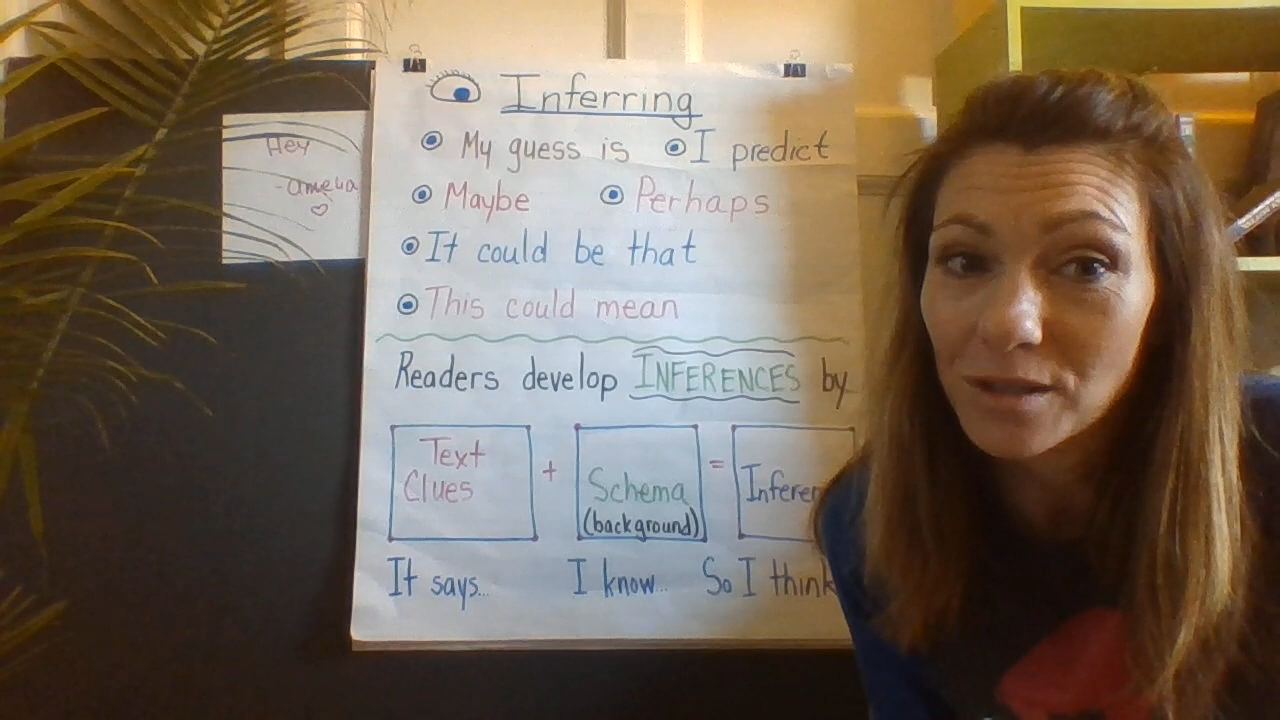 Hey
-amelia
Inferring
My guess is
I predict
Maybe
Perhaps
It could be that
This could mean
Readers develop INFERENCES by
Text
Clues
+
Schema
(background)
=
Inferen
It says...
I know...
So I think